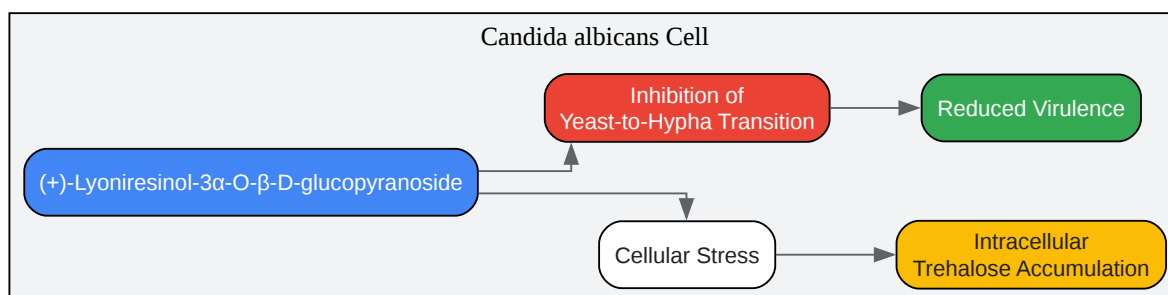 Candida albicans Cell
Inhibition of
Yeast-to-Hypha Transition
Reduced Virulence
(+)-Lyoniresinol-3α-O-β-D-glucopyranoside
Cellular Stress
Intracellular
Trehalose Accumulation